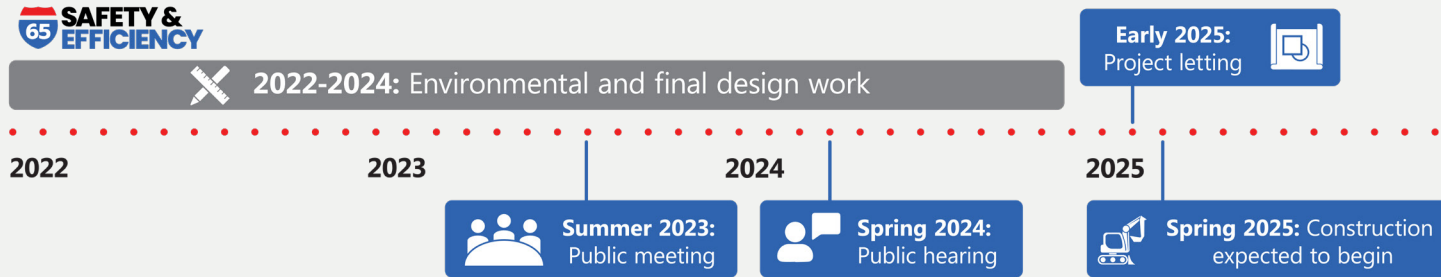 65 SAFETY &
EFFICIENCY
Early 2025:
Project letting
2022-2024: Environmental and final design work
2022
2023
2024
2025
Summer 2023:
Public meeting
Spring 2024:
Public hearing
Spring 2025: Construction
expected to begin